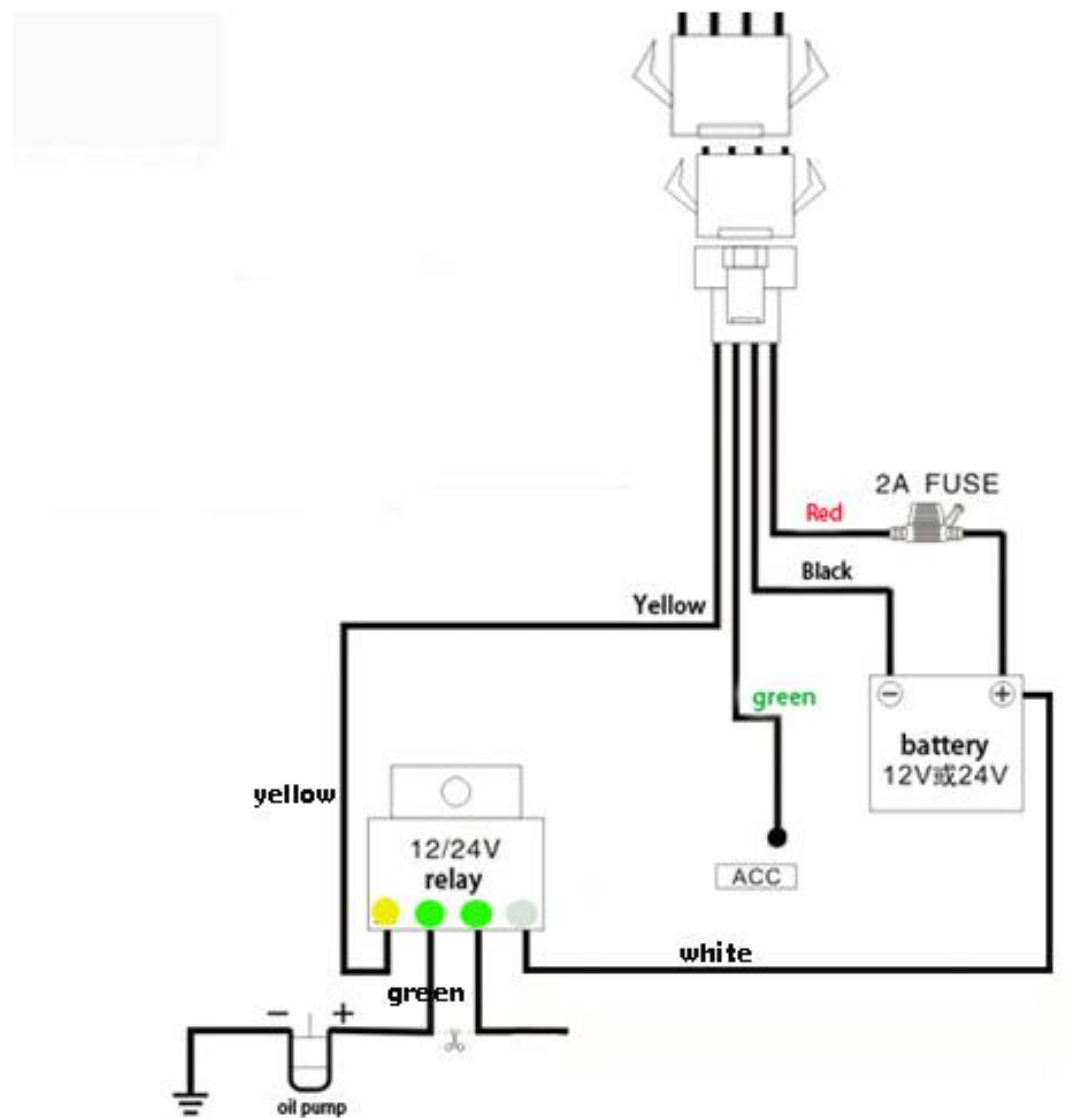 2A FUSE
Red
Black
Yellow
green
− +
battery
12V或24V
yellow
12/24V
relay
ACC
white
green
− +
oil pump